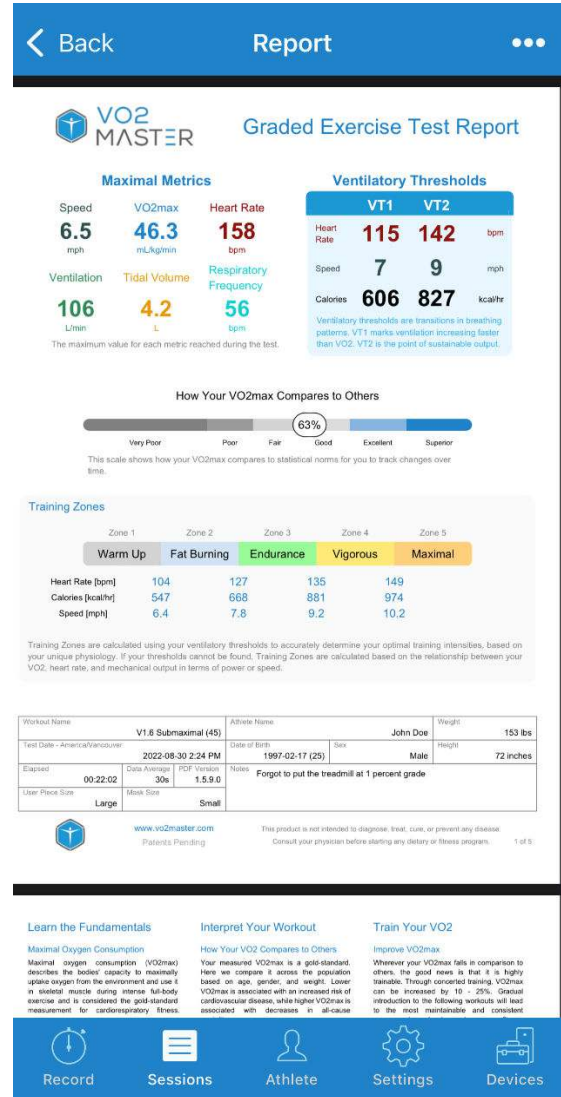 Back
Report
VO2
MASTER
Graded Exercise Test Report
Maximal Metrics
Speed VO2max Heart Rate
6.5 46.3 158
mph mL/kg/min bpm
Ventilation Tidal Volume Respiratory Frequency
106 4.2 56
L/min L bpm
The maximum value for each metric reached during the test.
Ventilatory Thresholds
VT1 VT2
Heart Rate 115 142 bpm
Speed 7 9 mph
Calories 606 827 kcal/hr
Ventilatory thresholds are transitions in breathing
patterns. VT1 marks ventilation increasing faster
than VO2. VT2 is the point of sustainable output.
How Your VO2max Compares to Others
63%
Very Poor Poor Fair Good Excellent Superior
This scale shows how your VO2max compares to statistical norms for you to track changes over
time.
Training Zones
Zone 1 Zone 2 Zone 3 Zone 4 Zone 5
Warm Up Fat Burning Endurance Vigorous Maximal
Heart Rate [bpm] 104 127 135 149
Calories [kcal/hr] 547 668 881 974
Speed [mph] 6.4 7.8 9.2 10.2
Training Zones are calculated using your ventilatory thresholds to accurately determine your optimal training intensities, based on
your unique physiology. If your thresholds cannot be found, Training Zones are calculated based on the relationship between your
VO2, heart rate, and mechanical output in terms of power or speed.
Workout Name Athlete Name Weight
V1.6 Submaximal (45) John Doe 153 lbs
Test Date - America/Vancouver Date of Birth Sex Height
2022-08-30 2:24 PM 1997-02-17 (25) Male 72 inches
Elapsed Data Average PDF Version Notes
00:22:02 30s 1.5.9.0 Forgot to put the treadmill at 1 percent grade
User Piece Size Mask Size
Large Small
www.vo2master.com
Patents Pending
This product is not intended to diagnose, treat, cure, or prevent any disease.
Consult your physician before starting any dietary or fitness program.
1 of 5
Learn the Fundamentals
Maximal Oxygen Consumption
Maximal oxygen consumption (VO2max)
describes the bodies' capacity to maximally
uptake oxygen from the environment and use it
in skeletal muscle during intense full-body
exercise and is considered the gold-standard
measurement for cardiorespiratory fitness.
Interpret Your Workout
How Your VO2 Compares to Others
Your measured VO2max is a gold-standard.
Here we compare it across the population
based on age, gender, and weight. Lower
VO2max is associated with an increased risk of
cardiovascular disease, while higher VO2max is
associated with decreases in all-cause
Train Your VO2
Improve VO2max
Wherever your VO2max falls in comparison to
others, the good news is that it is highly
trainable. Through concerted training, VO2max
can be increased by 10 - 25%. Gradual
introduction to the following workouts will lead
to the most maintainable and consistent
Record
Sessions
Athlete
Settings
Devices